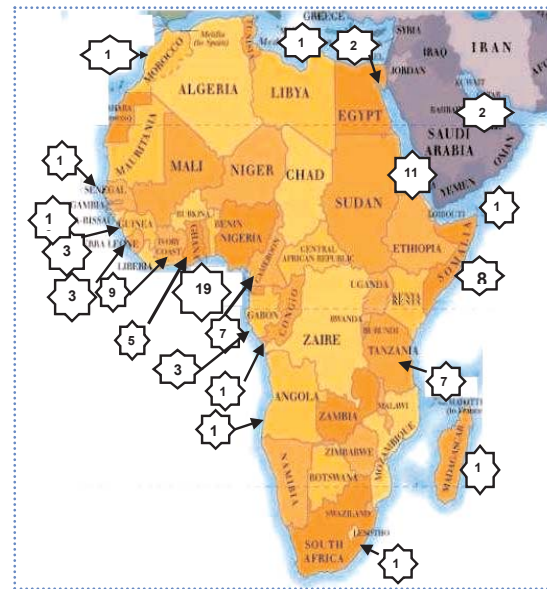 GREECE
SYRIA
IRAN
1
2
1
Melilla
(to Spain)
TUNISIA
IRAQ
JORDAN
KUWAIT
MOROCCO
ALGERIA
LIBYA
EGYPT
2
SAUDI
ARABIA
OMAN
MAURITANIA
MALI
NIGER
CHAD
SUDAN
11
YEMEN
1
SENEGAL
GAMBIA
DJIBOUTI
1
1
GUINEA
BURKINA
BENIN
NIGERIA
GHANA
IVORY
COAST
LIBERIA
CENTRAL
AFRICAN REPUBLIC
CAMEROON
ETHIOPIA
SOMALIA
8
3
3
9
19
5
7
UGANDA
KENYA
GABON
CONGO
ZAIRE
RWANDA
BURUNDI
TANZANIA
3
7
1
1
ANGOLA
ZAMBIA
MALAWI
MOZAMBIQUE
ZIMBABWE
MADAGASCAR
1
NAMIBIA
BOTSWANA
SWAZILAND
LESOTHO
SOUTH
AFRICA
1